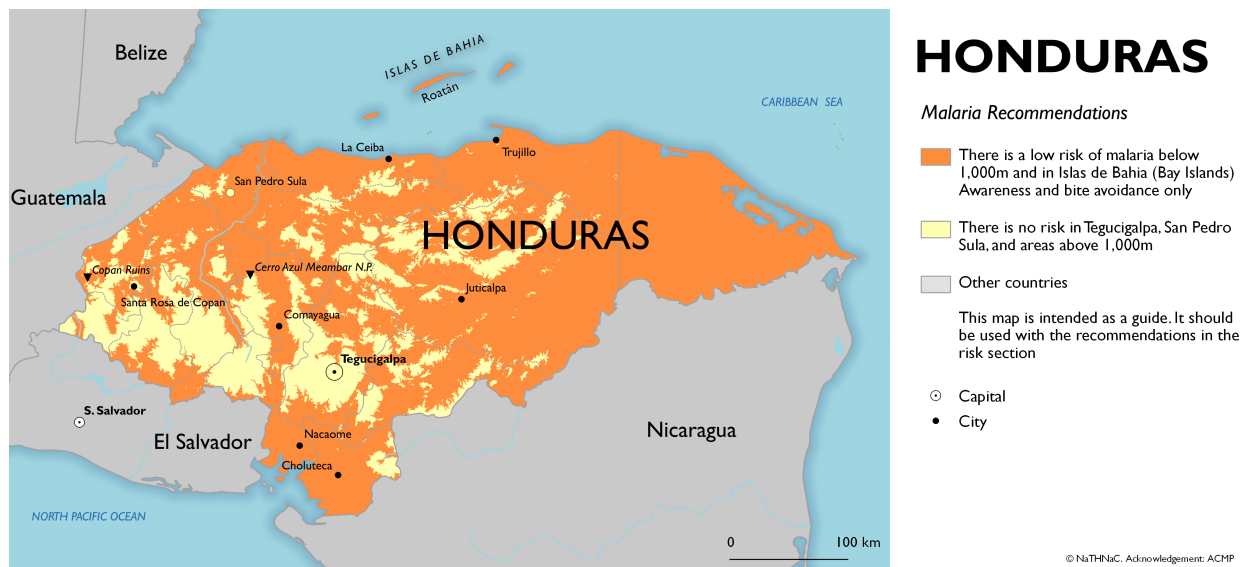 Belize
ISLAS DE BAHIA
Roatán
CARIBBEAN SEA
La Ceiba
Trujillo
San Pedro Sula
Guatemala
HONDURAS
Copan Ruins
Cerro Azul Meambar N.P.
Santa Rosa de Copan
Juticalpa
Comayagua
Tegucigalpa
S. Salvador
El Salvador
Nacaome
Choluteca
Nicaragua
NORTH PACIFIC OCEAN
0 100 km
HONDURAS
Malaria Recommendations
There is a low risk of malaria below
1,000m and in Islas de Bahia (Bay Islands)
Awareness and bite avoidance only
There is no risk in Tegucigalpa, San Pedro
Sula, and areas above 1,000m
Other countries
This map is intended as a guide. It should
be used with the recommendations in the
risk section
Capital
City
© NaTHNaC. Acknowledgement: ACMP